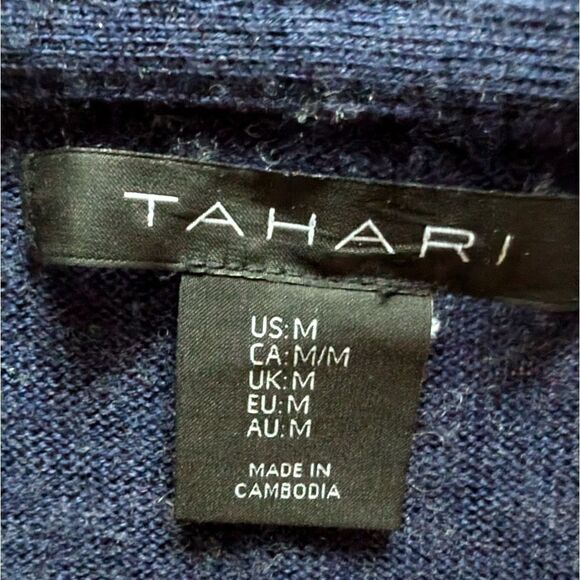 TAHARI
US: M
CA: M/M
UK: M
EU: M
AU: M
MADE IN
CAMBODIA